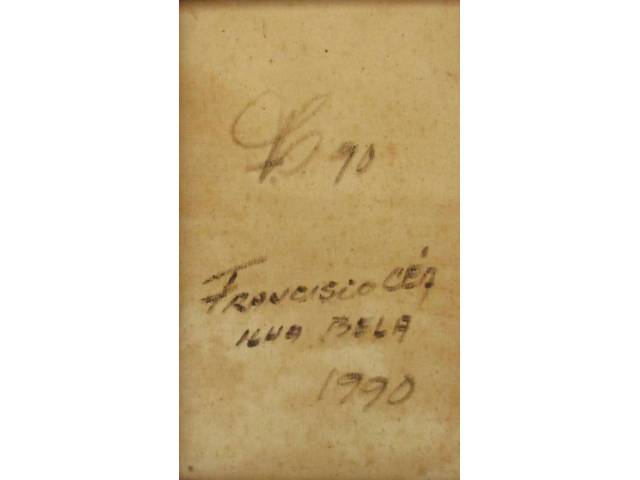 90
FRANCISCO CÉA
ILHA BELA
1990